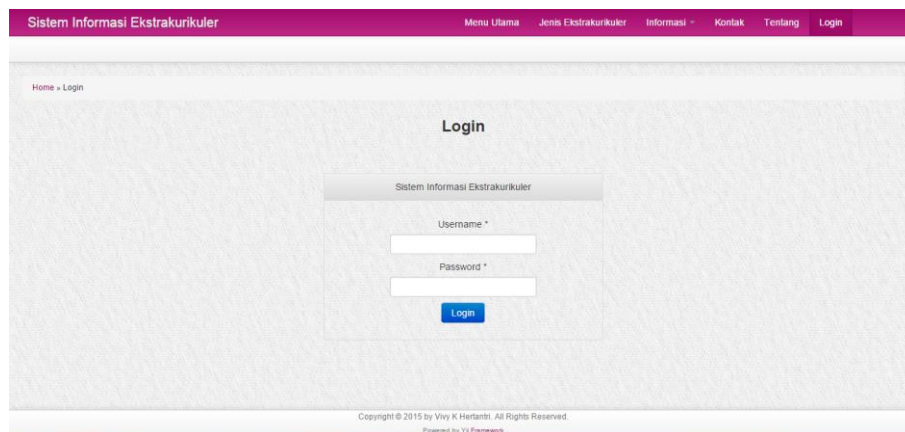 Sistem Informasi Ekstrakurikuler Menu Utama Jenis Ekstrakurikuler Informasi Kontak Tentang Login
Home » Login
Login
Sistem Informasi Ekstrakurikuler
Username *
Password *
Login
Copyright © 2015 by Vivy K Hertantri. All Rights Reserved.
Powered by Yii Framework.